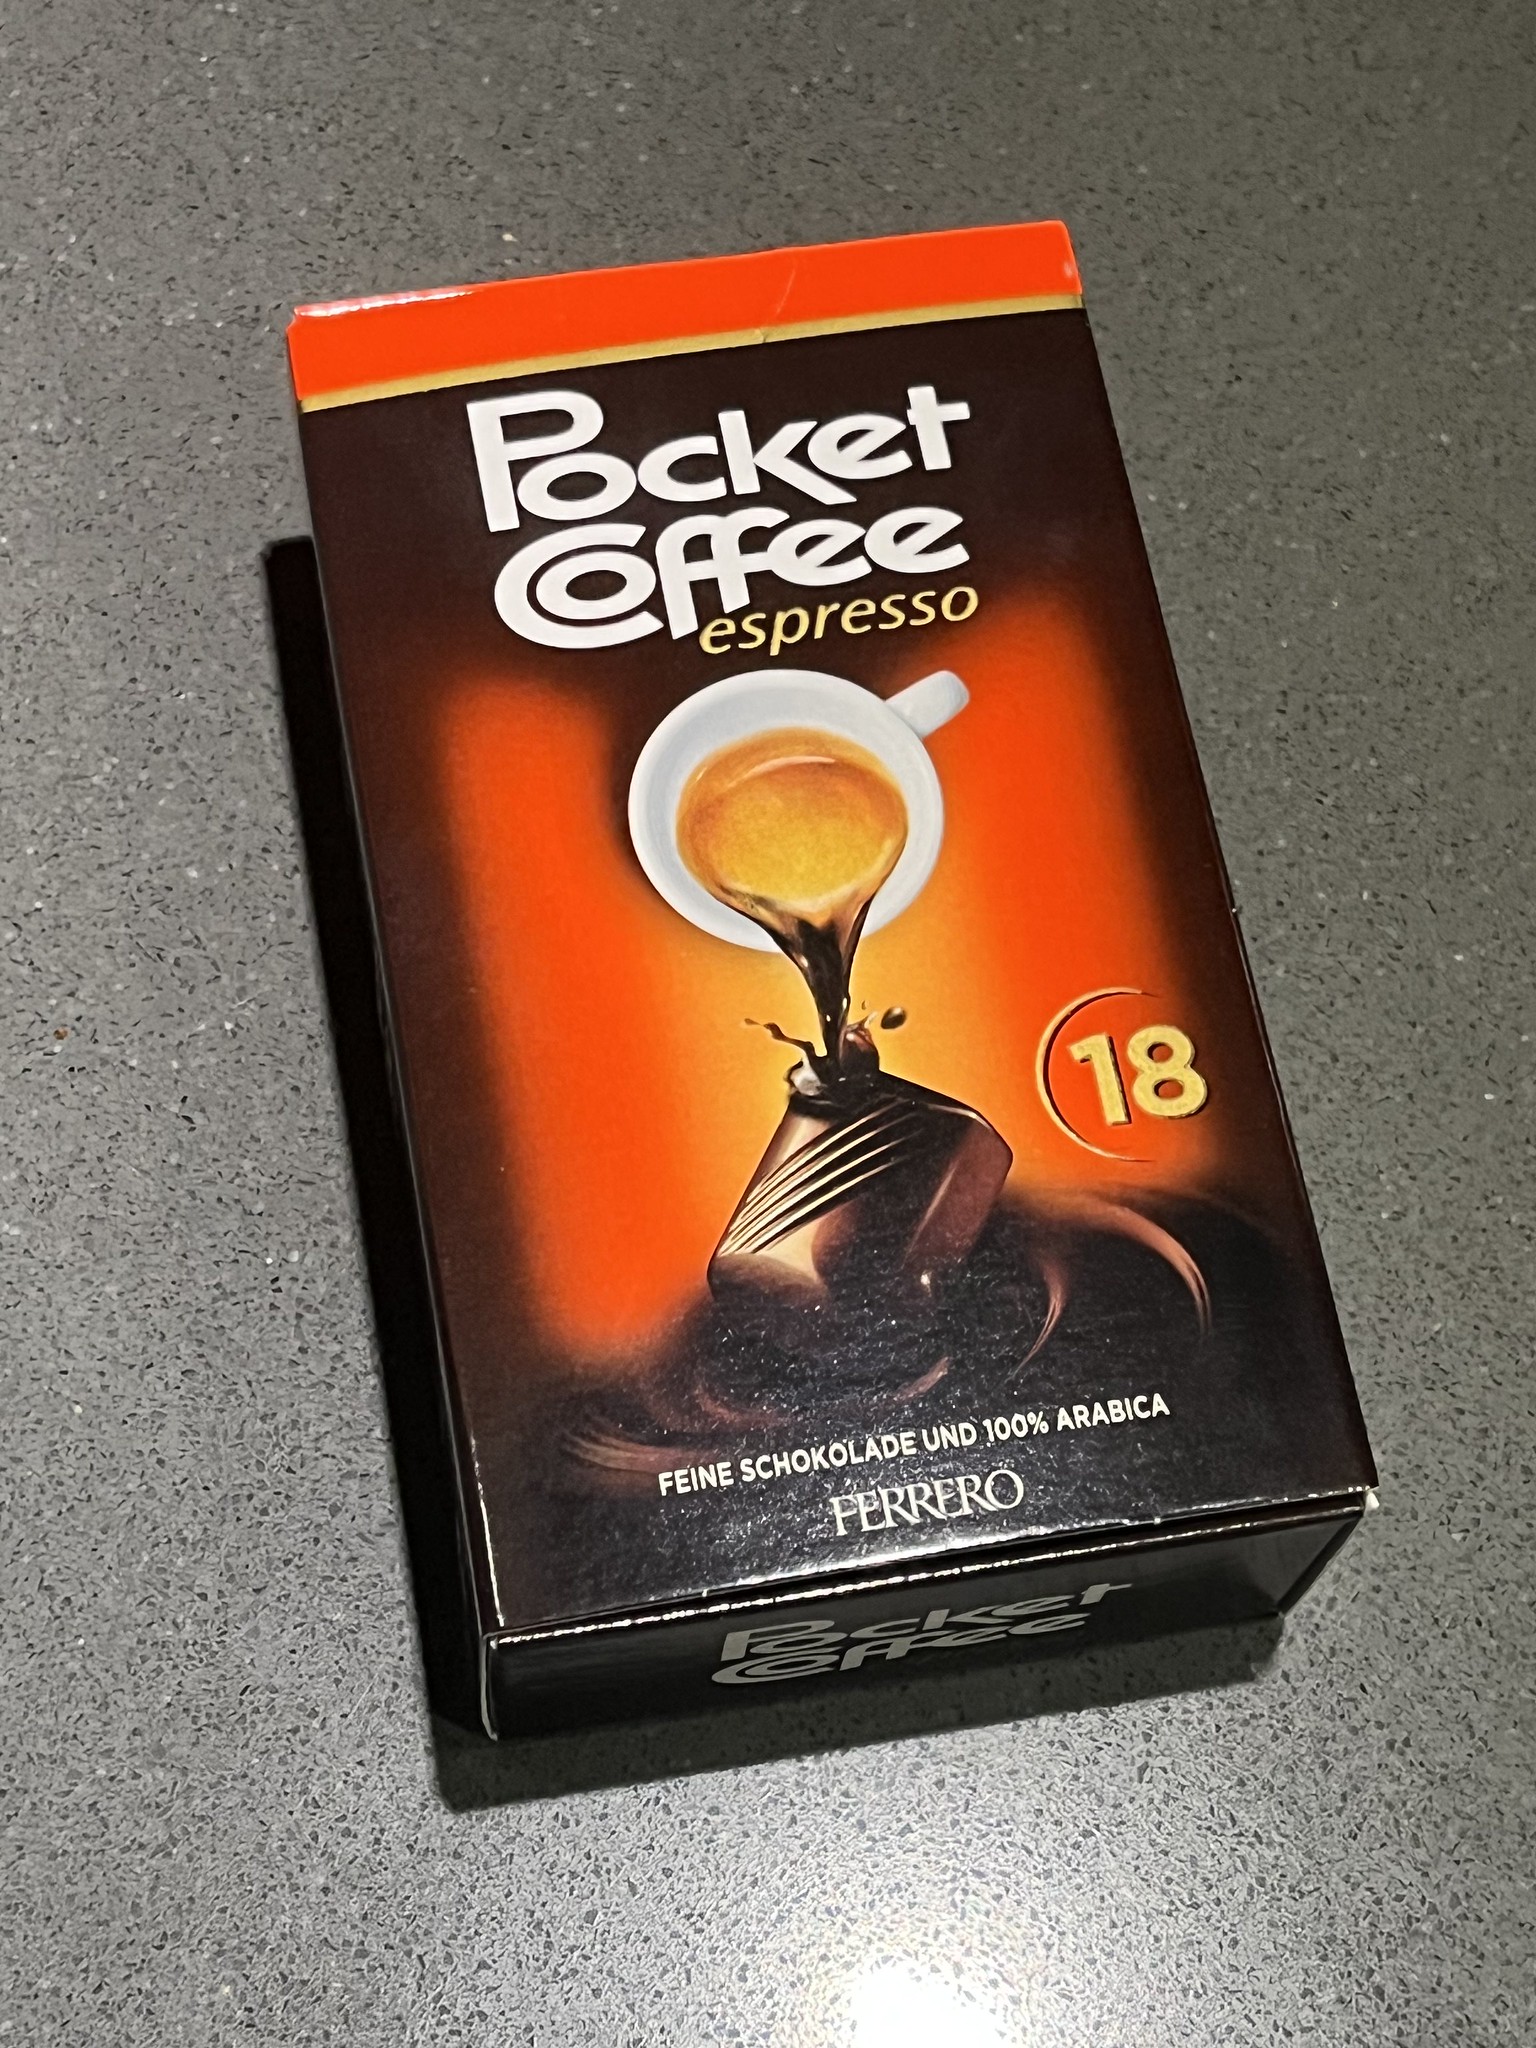 Pocket
Coffee
espresso
18
FEINE SCHOKOLADE UND 100% ARABICA
FERRERO
Pocket
Coffee